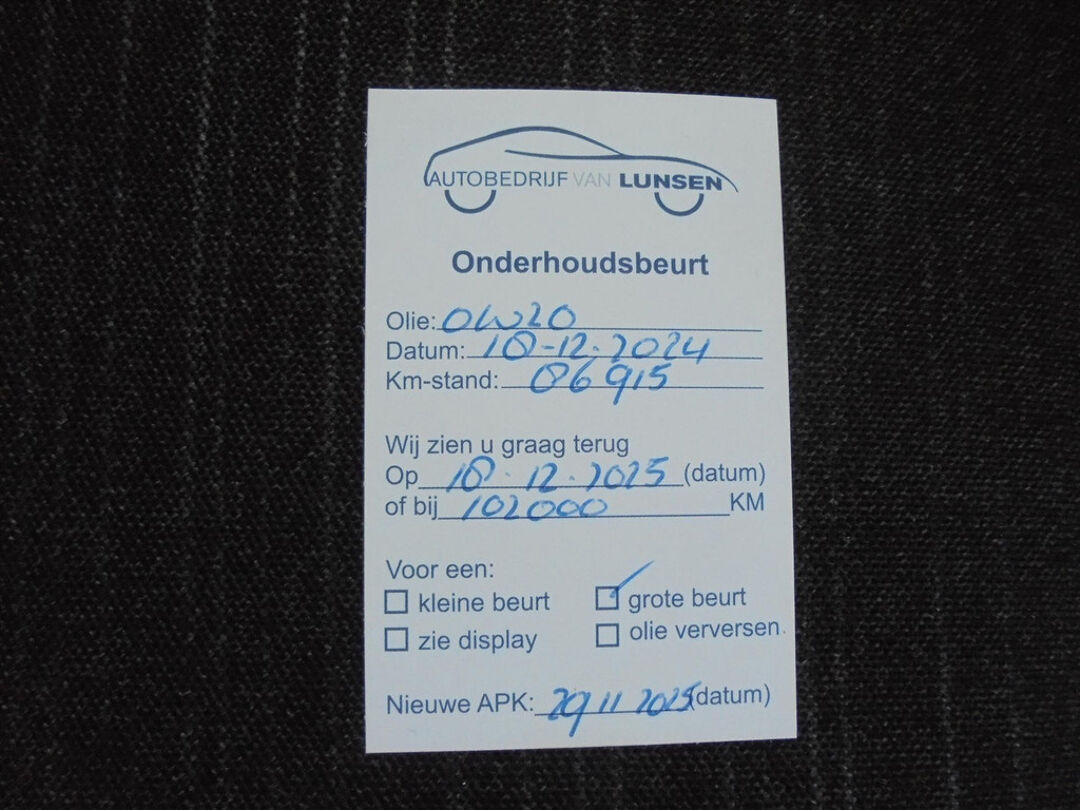 AUTOBEDRIJF VAN LUNSEN
Onderhoudsbeurt
Olie: 0W20
Datum: 18-12-2024
Km-stand: 86915
Wij zien u graag terug
Op 18-12-2025 (datum)
of bij 102000 KM
Voor een:
kleine beurt grote beurt
zie display olie verversen.
Nieuwe APK: 29 11 2025 (datum)